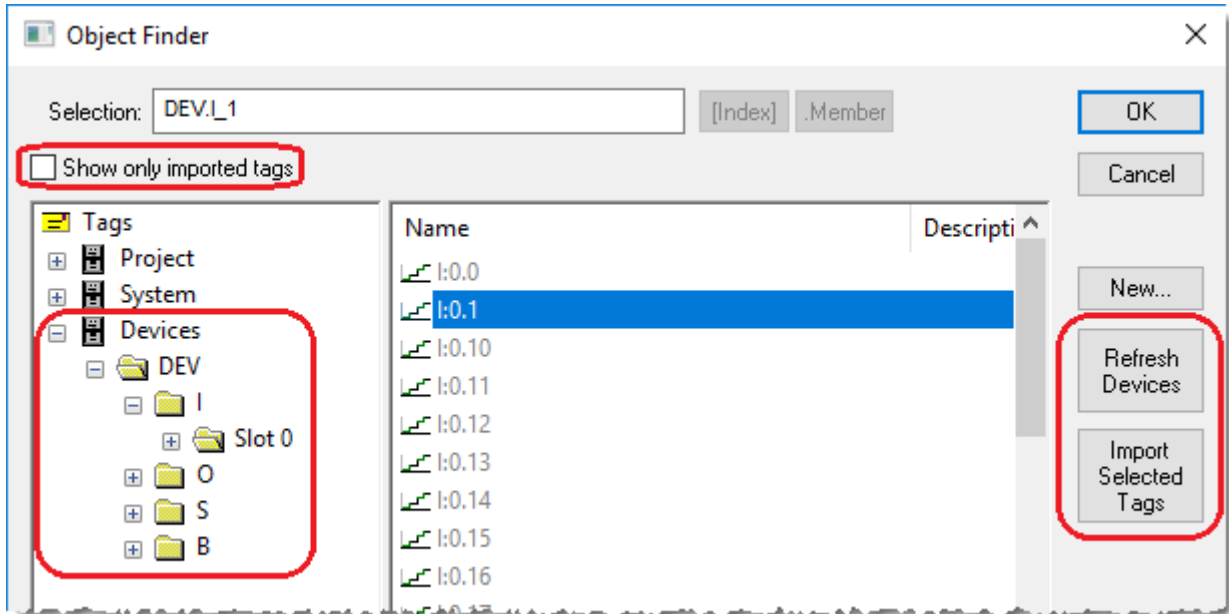 Object Finder
Selection: DEV.I_1 [Index] .Member OK
Show only imported tags
Cancel
Tags
Project
System
Devices
DEV
I
Slot 0
O
S
B
Name Descripti
I:0.0
I:0.1
I:0.10
I:0.11
I:0.12
I:0.13
I:0.14
I:0.15
I:0.16
New...
Refresh
Devices
Import
Selected
Tags